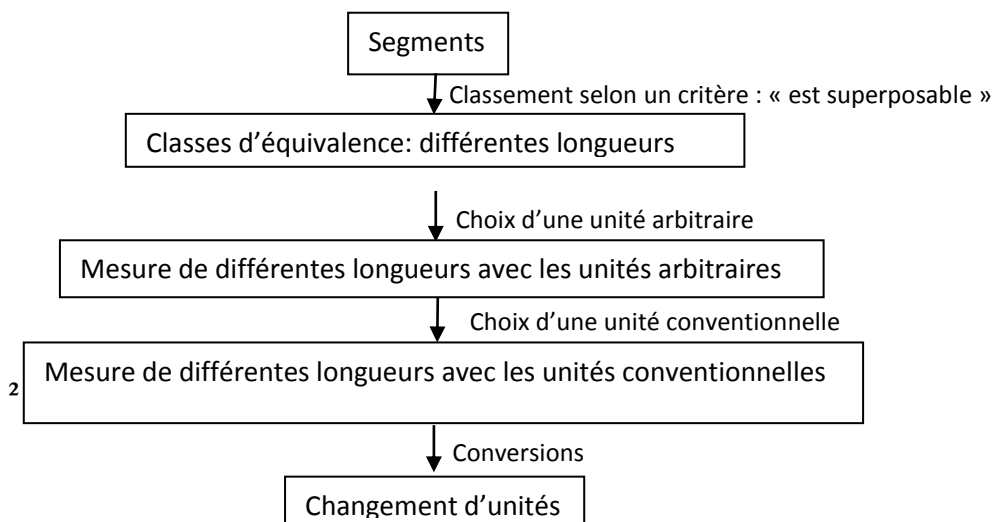 Segments
Classement selon un critère : « est superposable »
Classes d’équivalence: différentes longueurs
Choix d’une unité arbitraire
Mesure de différentes longueurs avec les unités arbitraires
Choix d’une unité conventionnelle
Mesure de différentes longueurs avec les unités conventionnelles
2
Conversions
Changement d’unités